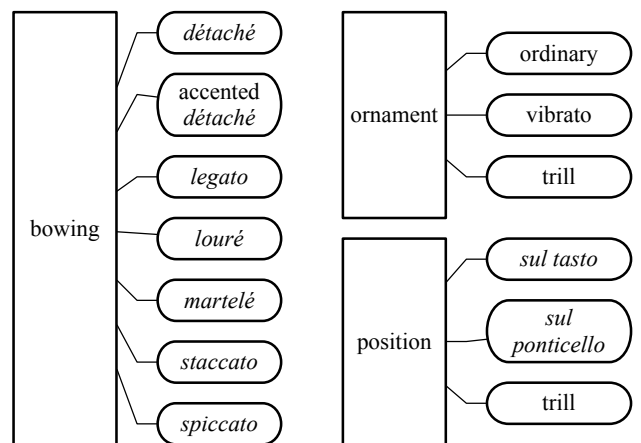 bowing
détaché
accented
détaché
legato
louré
martelé
staccato
spiccato
ornament
ordinary
vibrato
trill
position
sul tasto
sul
ponticello
trill